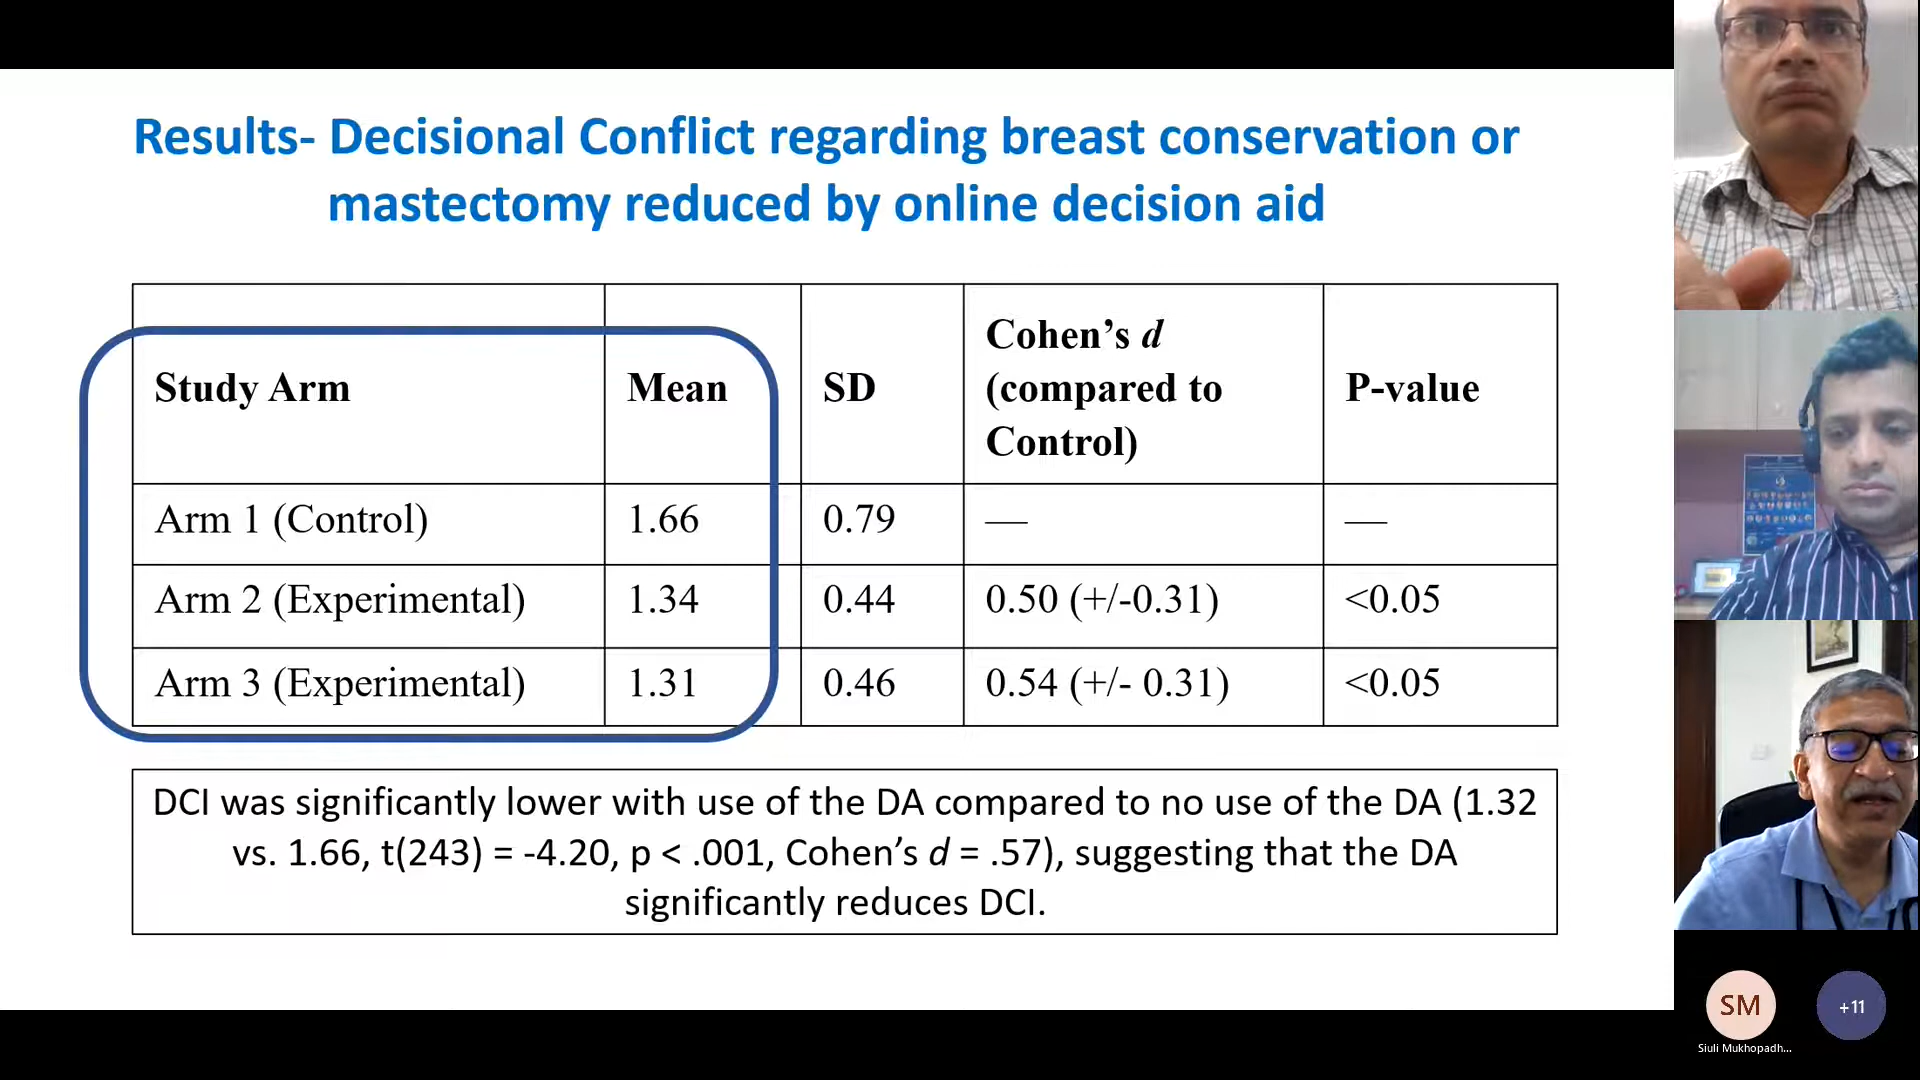 Results- Decisional Conflict regarding breast conservation or
mastectomy reduced by online decision aid
Study Arm Mean SD Cohen’s d (compared to Control) P-value
Arm 1 (Control) 1.66 0.79 — —
Arm 2 (Experimental) 1.34 0.44 0.50 (+/-0.31) <0.05
Arm 3 (Experimental) 1.31 0.46 0.54 (+/- 0.31) <0.05
DCI was significantly lower with use of the DA compared to no use of the DA (1.32
vs. 1.66, t(243) = -4.20, p < .001, Cohen’s d = .57), suggesting that the DA
significantly reduces DCI.
SM
+11
Siuli Mukhopadh...